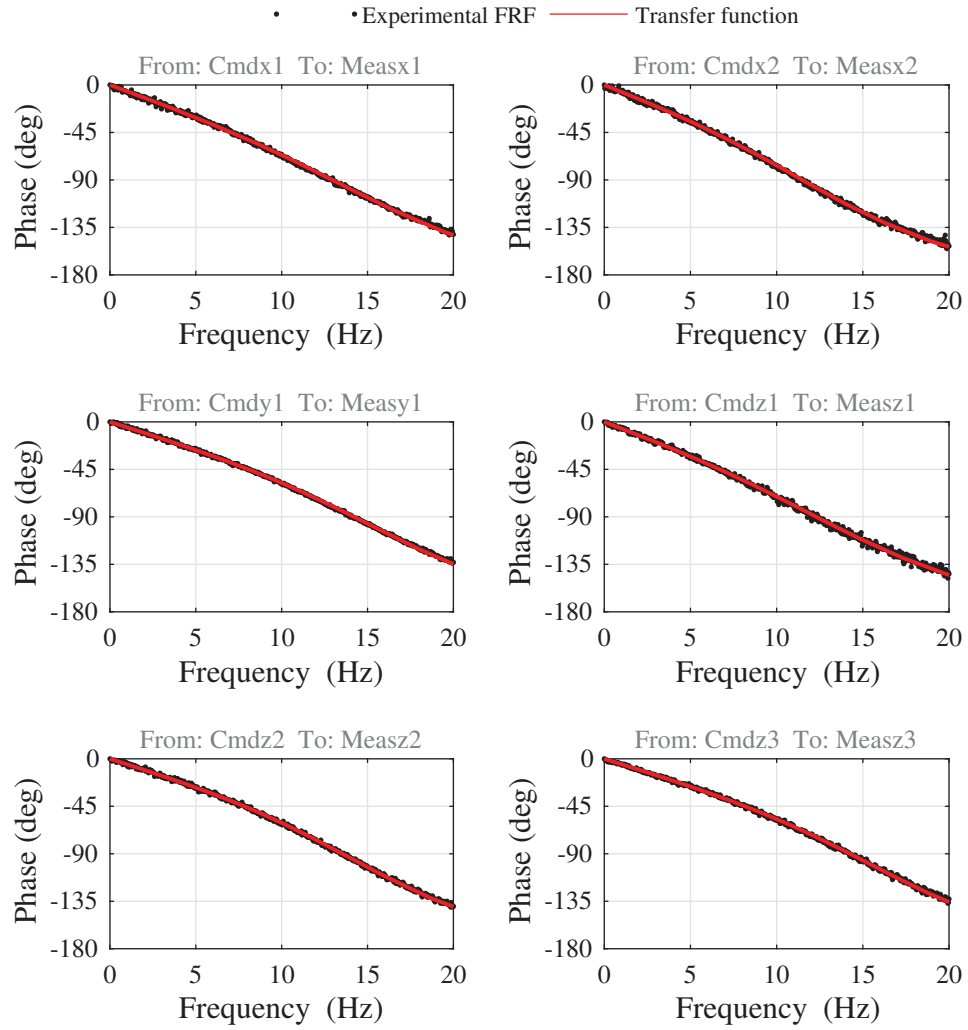 Experimental FRF Transfer function
From: Cmdx1 To: Measx1
0
-45
-90
-135
-180
Phase (deg)
0 5 10 15 20
Frequency (Hz)
From: Cmdx2 To: Measx2
0
-45
-90
-135
-180
Phase (deg)
0 5 10 15 20
Frequency (Hz)
From: Cmdy1 To: Measy1
0
-45
-90
-135
-180
Phase (deg)
0 5 10 15 20
Frequency (Hz)
From: Cmdz1 To: Measz1
0
-45
-90
-135
-180
Phase (deg)
0 5 10 15 20
Frequency (Hz)
From: Cmdz2 To: Measz2
0
-45
-90
-135
-180
Phase (deg)
0 5 10 15 20
Frequency (Hz)
From: Cmdz3 To: Measz3
0
-45
-90
-135
-180
Phase (deg)
0 5 10 15 20
Frequency (Hz)